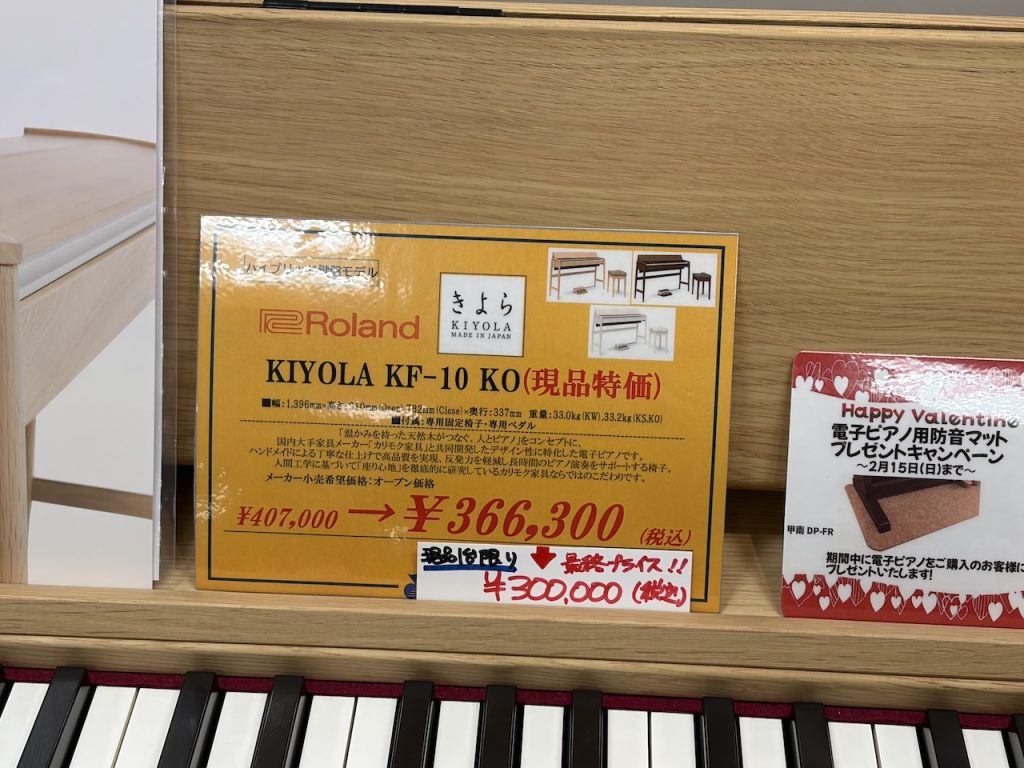 ハイブリッド
モデル
Roland
きよら
KIYOLA
MADE IN JAPAN
KIYOLA KF-10 KO(現品特価)
■幅：1,396mm×高さ：910mm(Open) 782mm(Close)×奥行：337mm 重量：33.0kg(KW),33.2kg(KS,KO)
■付属：専用固定椅子・専用ペダル
「温かみを持った天然木がつなぐ、人とピアノ」をコンセプトに、
国内大手家具メーカー「カリモク家具」と共同開発したデザイン性に特化した電子ピアノです。
ハンドメイドによる丁寧な仕上げで高品質を実現、反発力を軽減し長時間のピアノ演奏をサポートする椅子。
人間工学に基づいて「座り心地」を徹底的に研究しているカリモク家具ならではのこだわりです。
メーカー小売希望価格：オープン価格
¥407,000→¥366,300(税込)
現品1台限り
最終プライス!!
¥300,000(税込)
Happy Valentine
電子ピアノ用防音マット
プレゼントキャンペーン
～2月15日(日)まで～
甲南 DP-FR
期間中に電子ピアノをご購入のお客様に
プレゼントいたします!